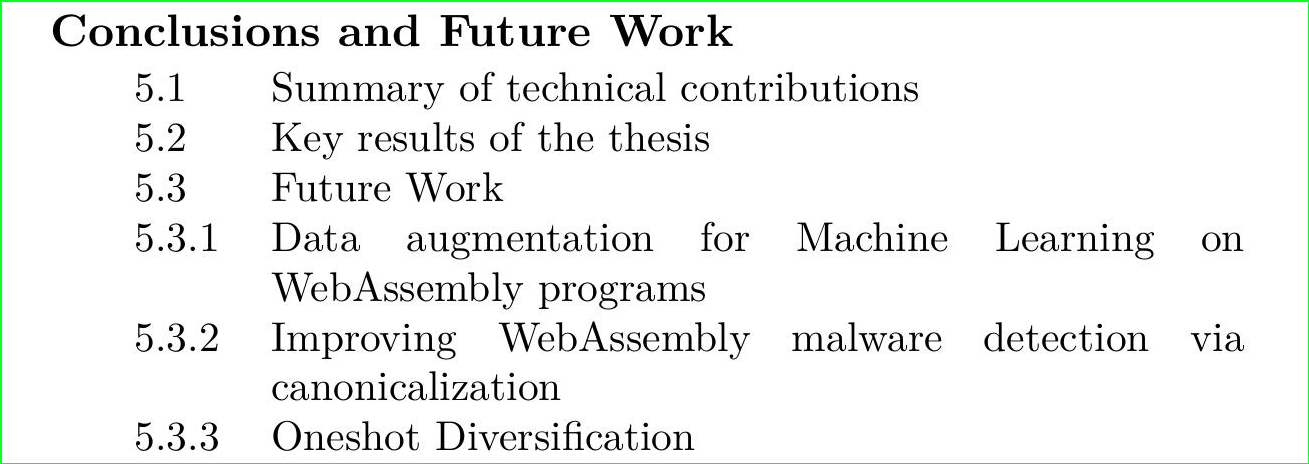 Conclusions and Future Work
5.1 Summary of technical contributions
5.2 Key results of the thesis
5.3 Future Work
5.3.1 Data augmentation for Machine Learning on
WebAssembly programs
5.3.2 Improving WebAssembly malware detection via
canonicalization
5.3.3 Oneshot Diversification